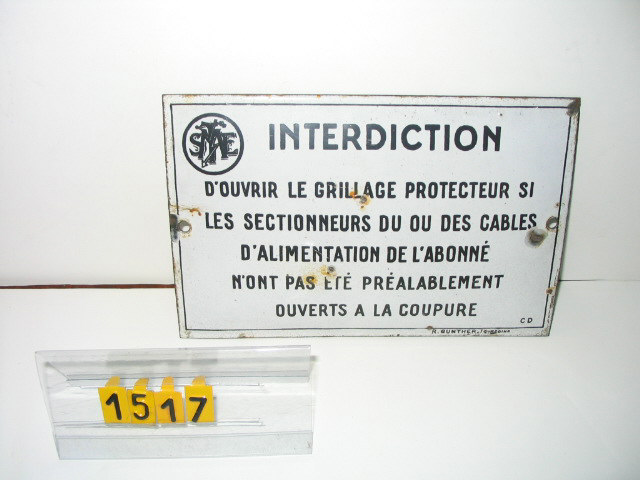 INTERDICTION
D'OUVRIR LE GRILLAGE PROTECTEUR SI
LES SECTIONNEURS DU OU DES CABLES
D'ALIMENTATION DE L'ABONNÉ
N'ONT PAS ÉTÉ PRÉALABLEMENT
OUVERTS A LA COUPURE
C D
R. GUNTHER
1517